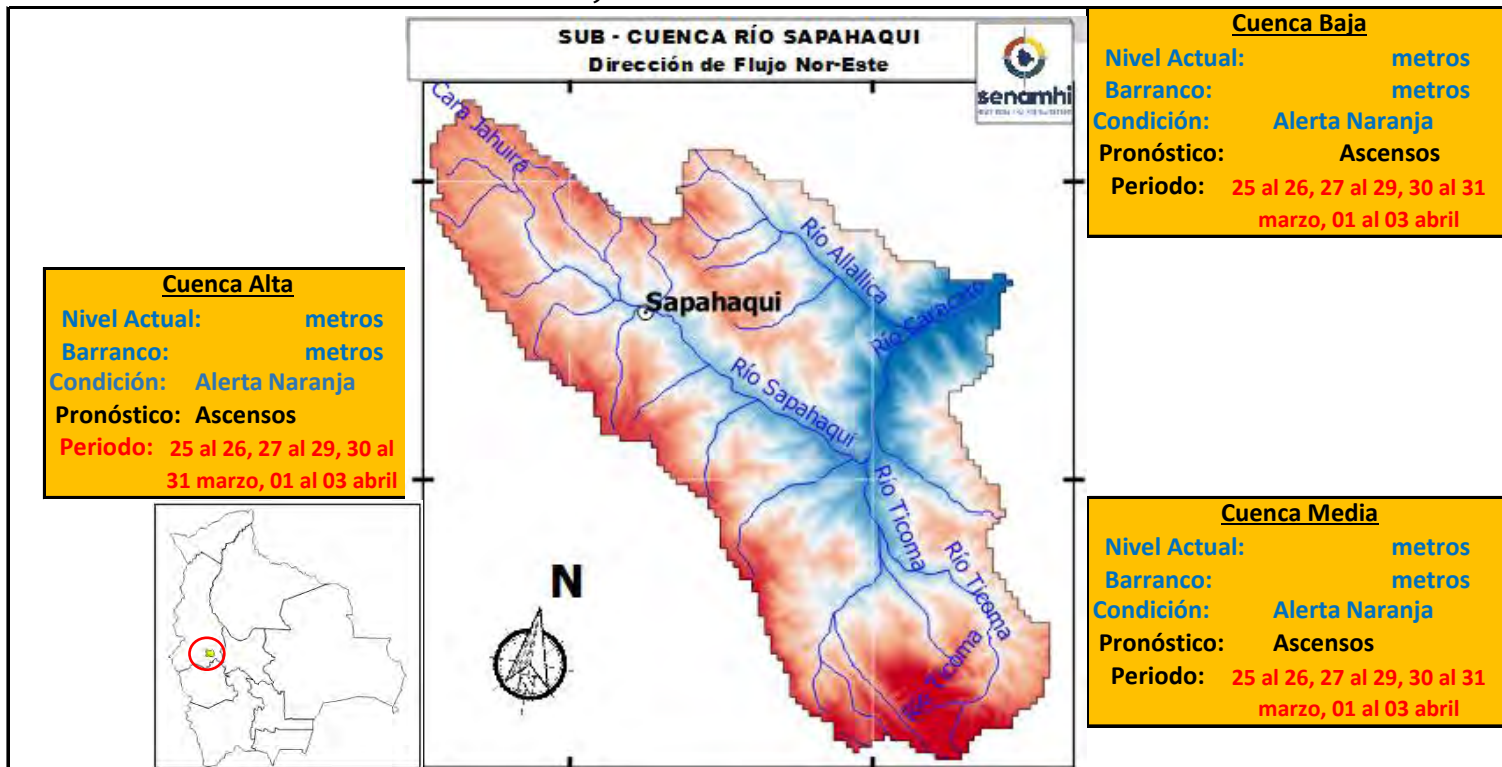 SUB - CUENCA RÍO SAPAHAQUI
Dirección de Flujo Nor-Este
senamhi
Cuenca Baja
Nivel Actual: metros
Barranco: metros
Condición: Alerta Naranja
Pronóstico: Ascensos
Periodo: 25 al 26, 27 al 29, 30 al 31
marzo, 01 al 03 abril
Cuenca Alta
Nivel Actual: metros
Barranco: metros
Condición: Alerta Naranja
Pronóstico: Ascensos
Periodo: 25 al 26, 27 al 29, 30 al
31 marzo, 01 al 03 abril
Cara Jahuira
Río Allallica
Río Caracato
Sapahaqui
Río Sapahaqui
Río Ticoma
Río Ticoma
Río Ticoma
N
Cuenca Media
Nivel Actual: metros
Barranco: metros
Condición: Alerta Naranja
Pronóstico: Ascensos
Periodo: 25 al 26, 27 al 29, 30 al 31
marzo, 01 al 03 abril